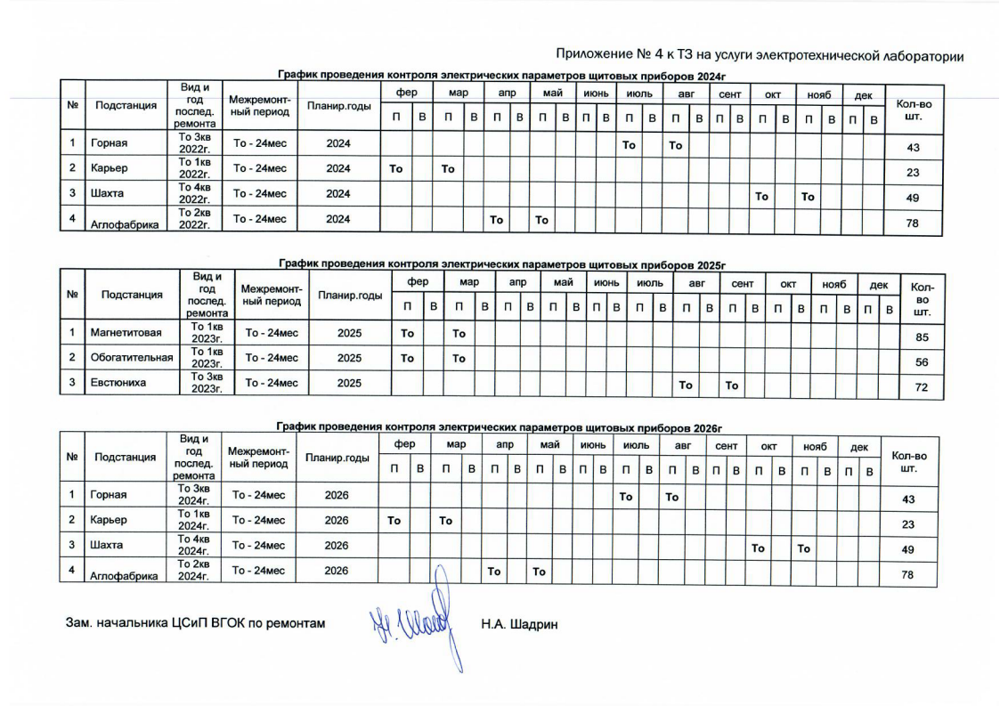 Приложение № 4 к ТЗ на услуги электротехнической лаборатории
График проведения контроля электрических параметров щитовых приборов 2024г
№ Подстанция Вид и год послед. ремонта Межремонт-ный период Планир.годы фер мар апр май июнь июль авг сент окт нояб дек Кол-во шт.
П В П В П В П В П В П В П В П В П В П В П В
1 Горная То 3кв 2022г. То - 24мес 2024 То То 43
2 Карьер То 1кв 2022г. То - 24мес 2024 То То 23
3 Шахта То 4кв 2022г. То - 24мес 2024 То То 49
4 Аглофабрика То 2кв 2022г. То - 24мес 2024 То То 78
График проведения контроля электрических параметров щитовых приборов 2025г
№ Подстанция Вид и год послед. ремонта Межремонт-ный период Планир.годы фер мар апр май июнь июль авг сент окт нояб дек Кол-во шт.
П В П В П В П В П В П В П В П В П В П В П В
1 Магнетитовая То 1кв 2023г. То - 24мес 2025 То То 85
2 Обогатительная То 1кв 2023г. То - 24мес 2025 То То 56
3 Евстюниха То 3кв 2023г. То - 24мес 2025 То То 72
График проведения контроля электрических параметров щитовых приборов 2026г
№ Подстанция Вид и год послед. ремонта Межремонт-ный период Планир.годы фер мар апр май июнь июль авг сент окт нояб дек Кол-во шт.
П В П В П В П В П В П В П В П В П В П В П В
1 Горная То 3кв 2024г. То - 24мес 2026 То То 43
2 Карьер То 1кв 2024г. То - 24мес 2026 То То 23
3 Шахта То 4кв 2024г. То - 24мес 2026 То То 49
4 Аглофабрика То 2кв 2024г. То - 24мес 2026 То То 78
Зам. начальника ЦСиП ВГОК по ремонтам Н.А. Шадрин